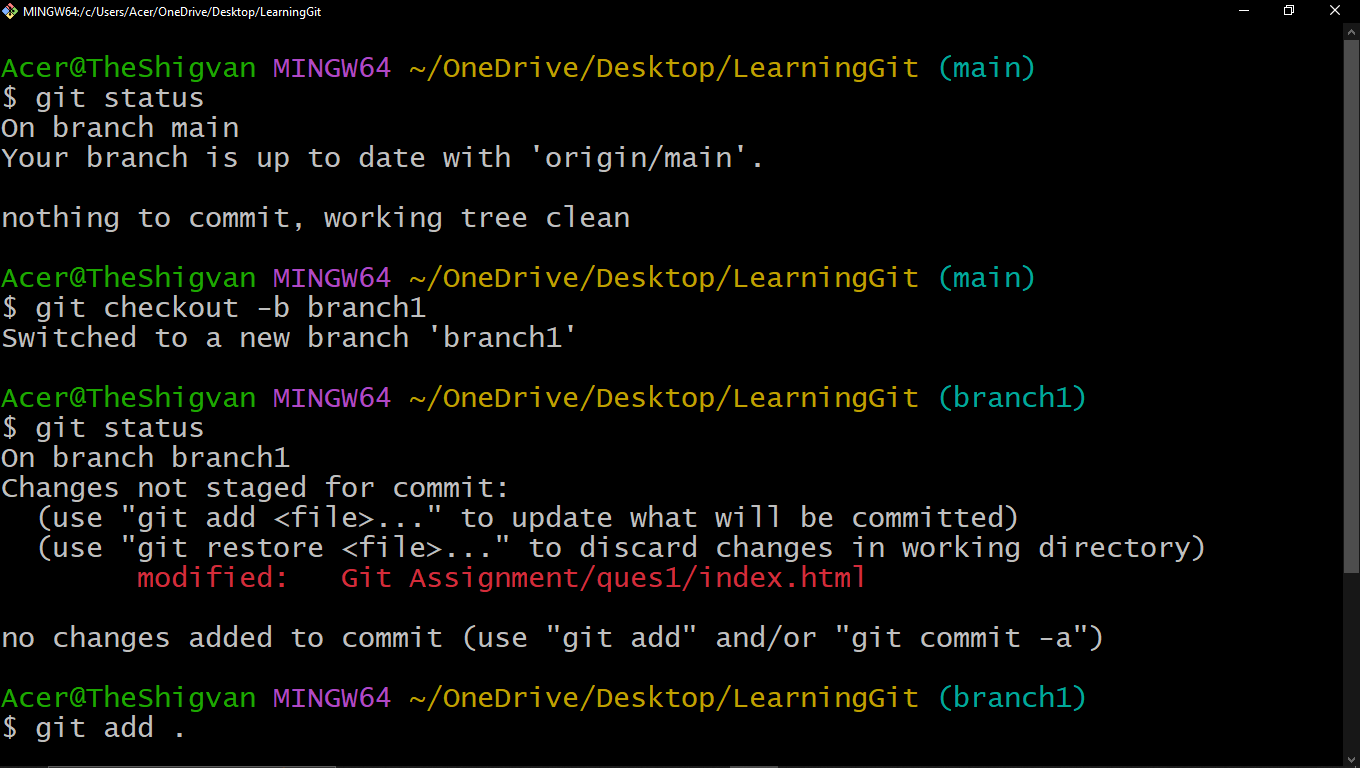 MINGW64:/c/Users/Acer/OneDrive/Desktop/LearningGit
Acer@TheShigvan MINGW64 ~/OneDrive/Desktop/LearningGit (main)
$ git status
On branch main
Your branch is up to date with 'origin/main'.
nothing to commit, working tree clean
Acer@TheShigvan MINGW64 ~/OneDrive/Desktop/LearningGit (main)
$ git checkout -b branch1
Switched to a new branch 'branch1'
Acer@TheShigvan MINGW64 ~/OneDrive/Desktop/LearningGit (branch1)
$ git status
On branch branch1
Changes not staged for commit:
  (use "git add <file>..." to update what will be committed)
  (use "git restore <file>..." to discard changes in working directory)
        modified:   Git Assignment/ques1/index.html
no changes added to commit (use "git add" and/or "git commit -a")
Acer@TheShigvan MINGW64 ~/OneDrive/Desktop/LearningGit (branch1)
$ git add .